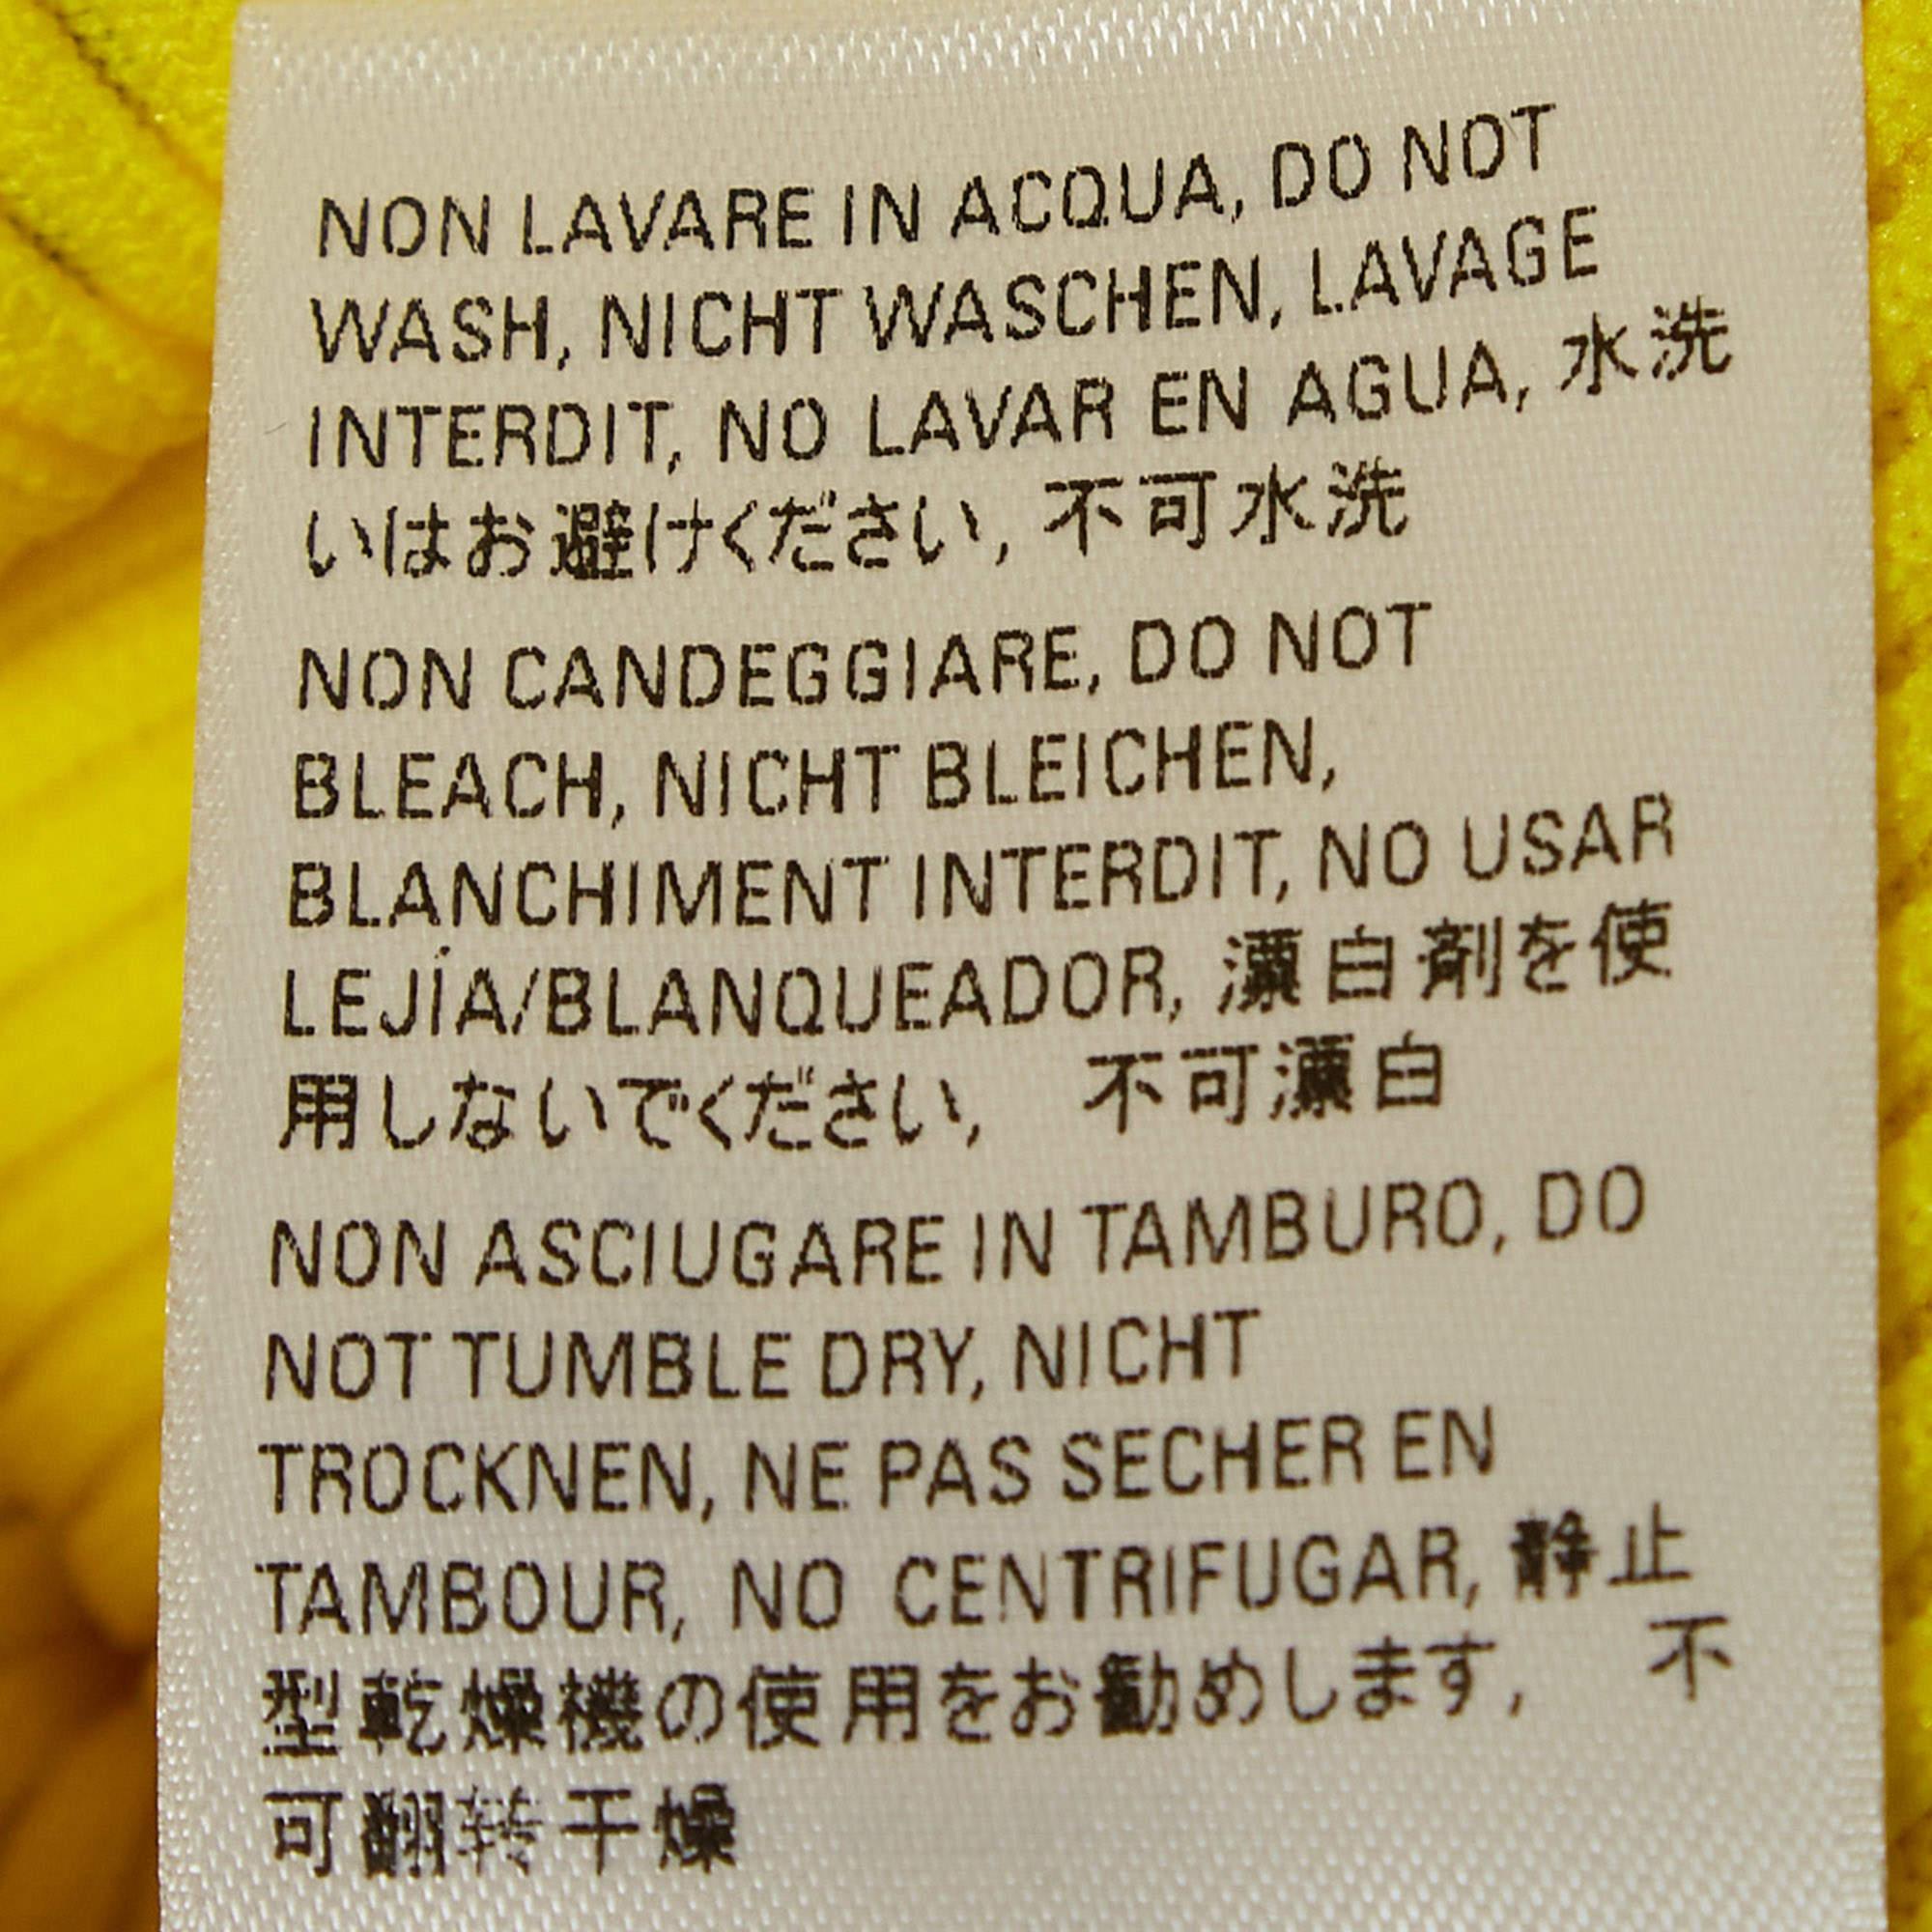 NON LAVARE IN ACQUA, DO NOT
WASH, NICHT WASCHEN, LAVAGE
INTERDIT, NO LAVAR EN AGUA, 水洗
いはお避けください, 不可水洗
NON CANDEGGIARE, DO NOT
BLEACH, NICHT BLEICHEN,
BLANCHIMENT INTERDIT, NO USAR
LEJÍA/BLANQUEADOR, 漂白剤を使
用しないでください, 不可漂白
NON ASCIUGARE IN TAMBURO, DO
NOT TUMBLE DRY, NICHT
TROCKNEN, NE PAS SECHER EN
TAMBOUR, NO CENTRIFUGAR, 静止
型乾燥機の使用をお勧めします, 不
可翻转干燥